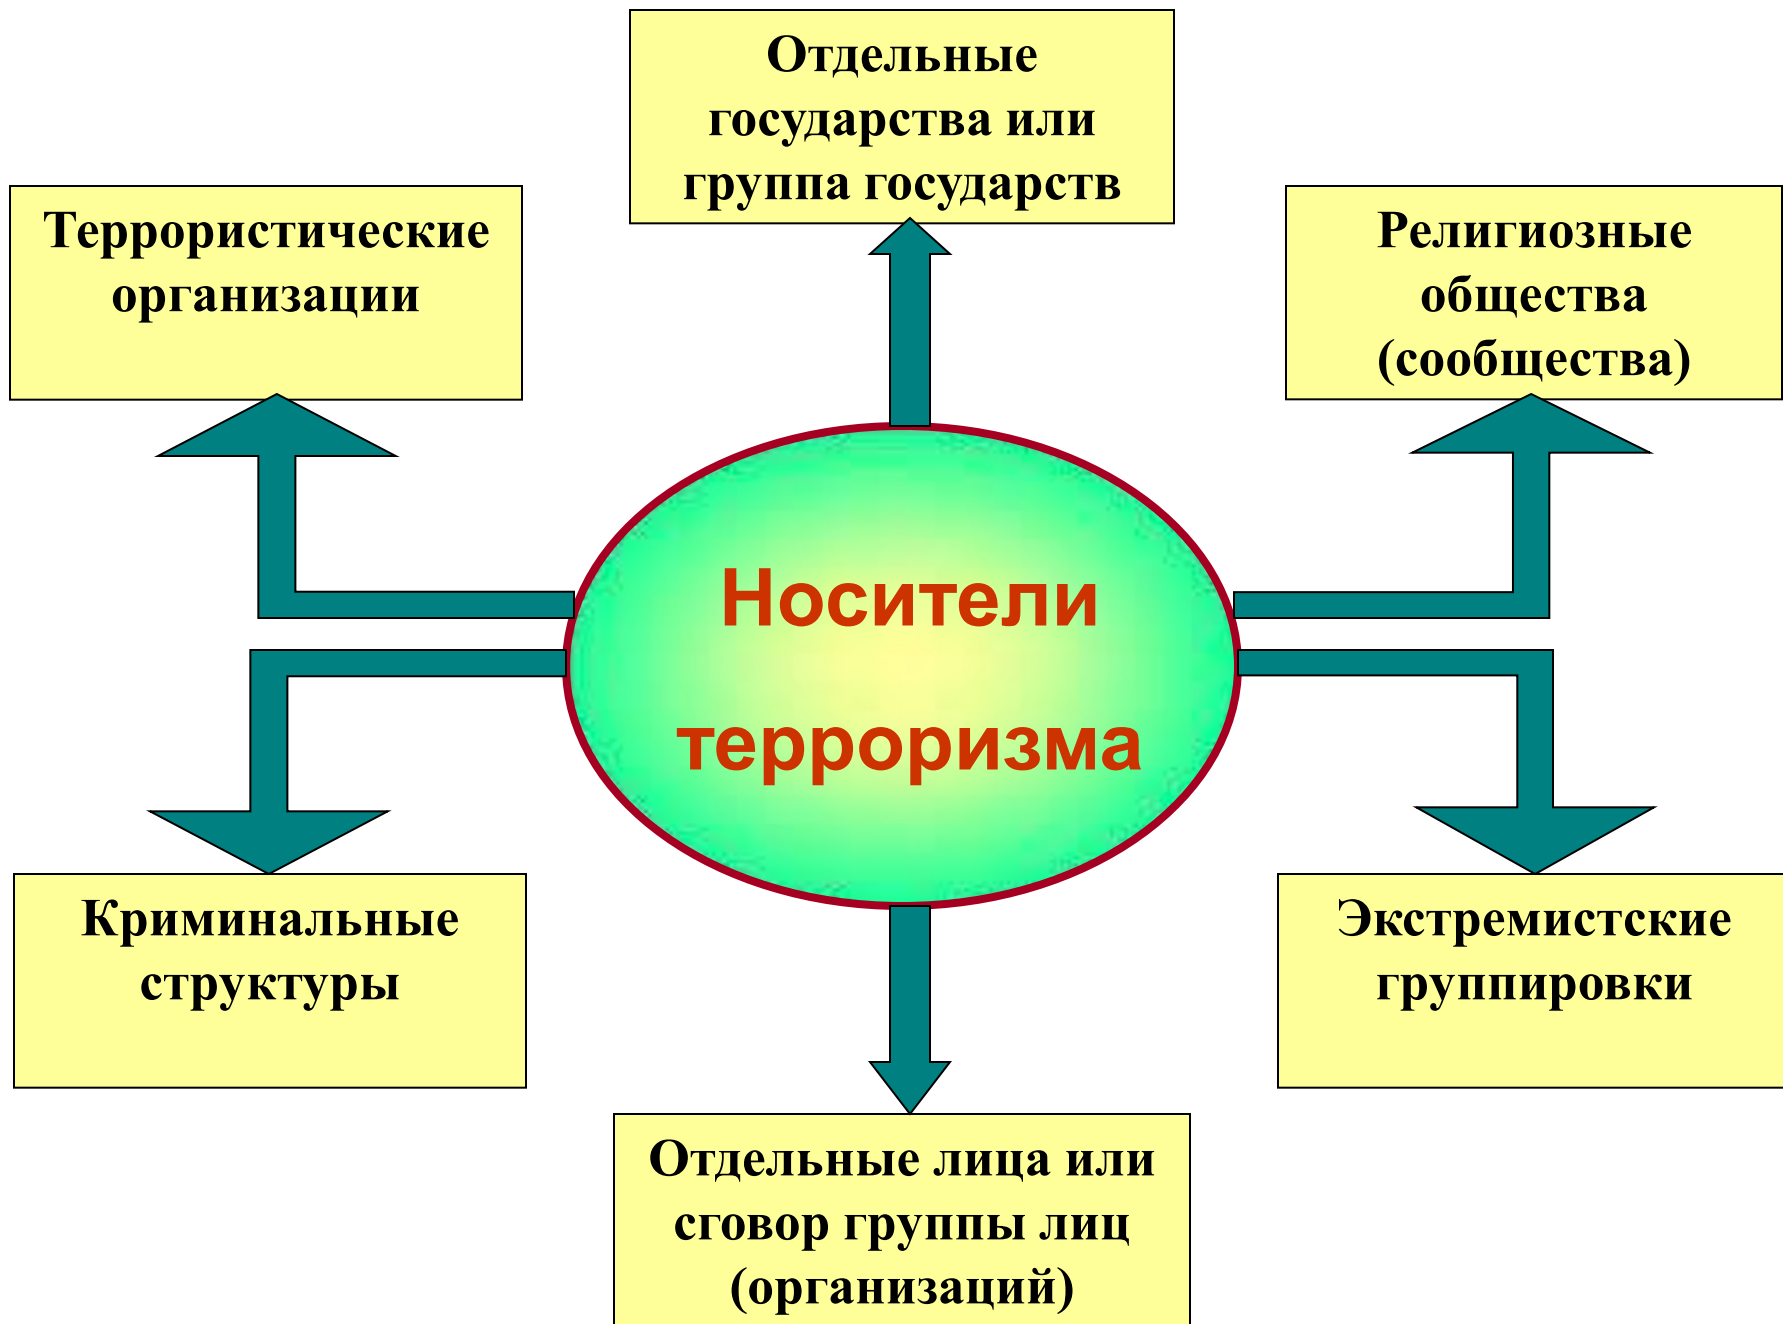 Отдельные
государства или
группа государств
Террористические
организации
Религиозные
общества
(сообщества)
Носители
терроризма
Криминальные
структуры
Экстремистские
группировки
Отдельные лица или
сговор группы лиц
(организаций)